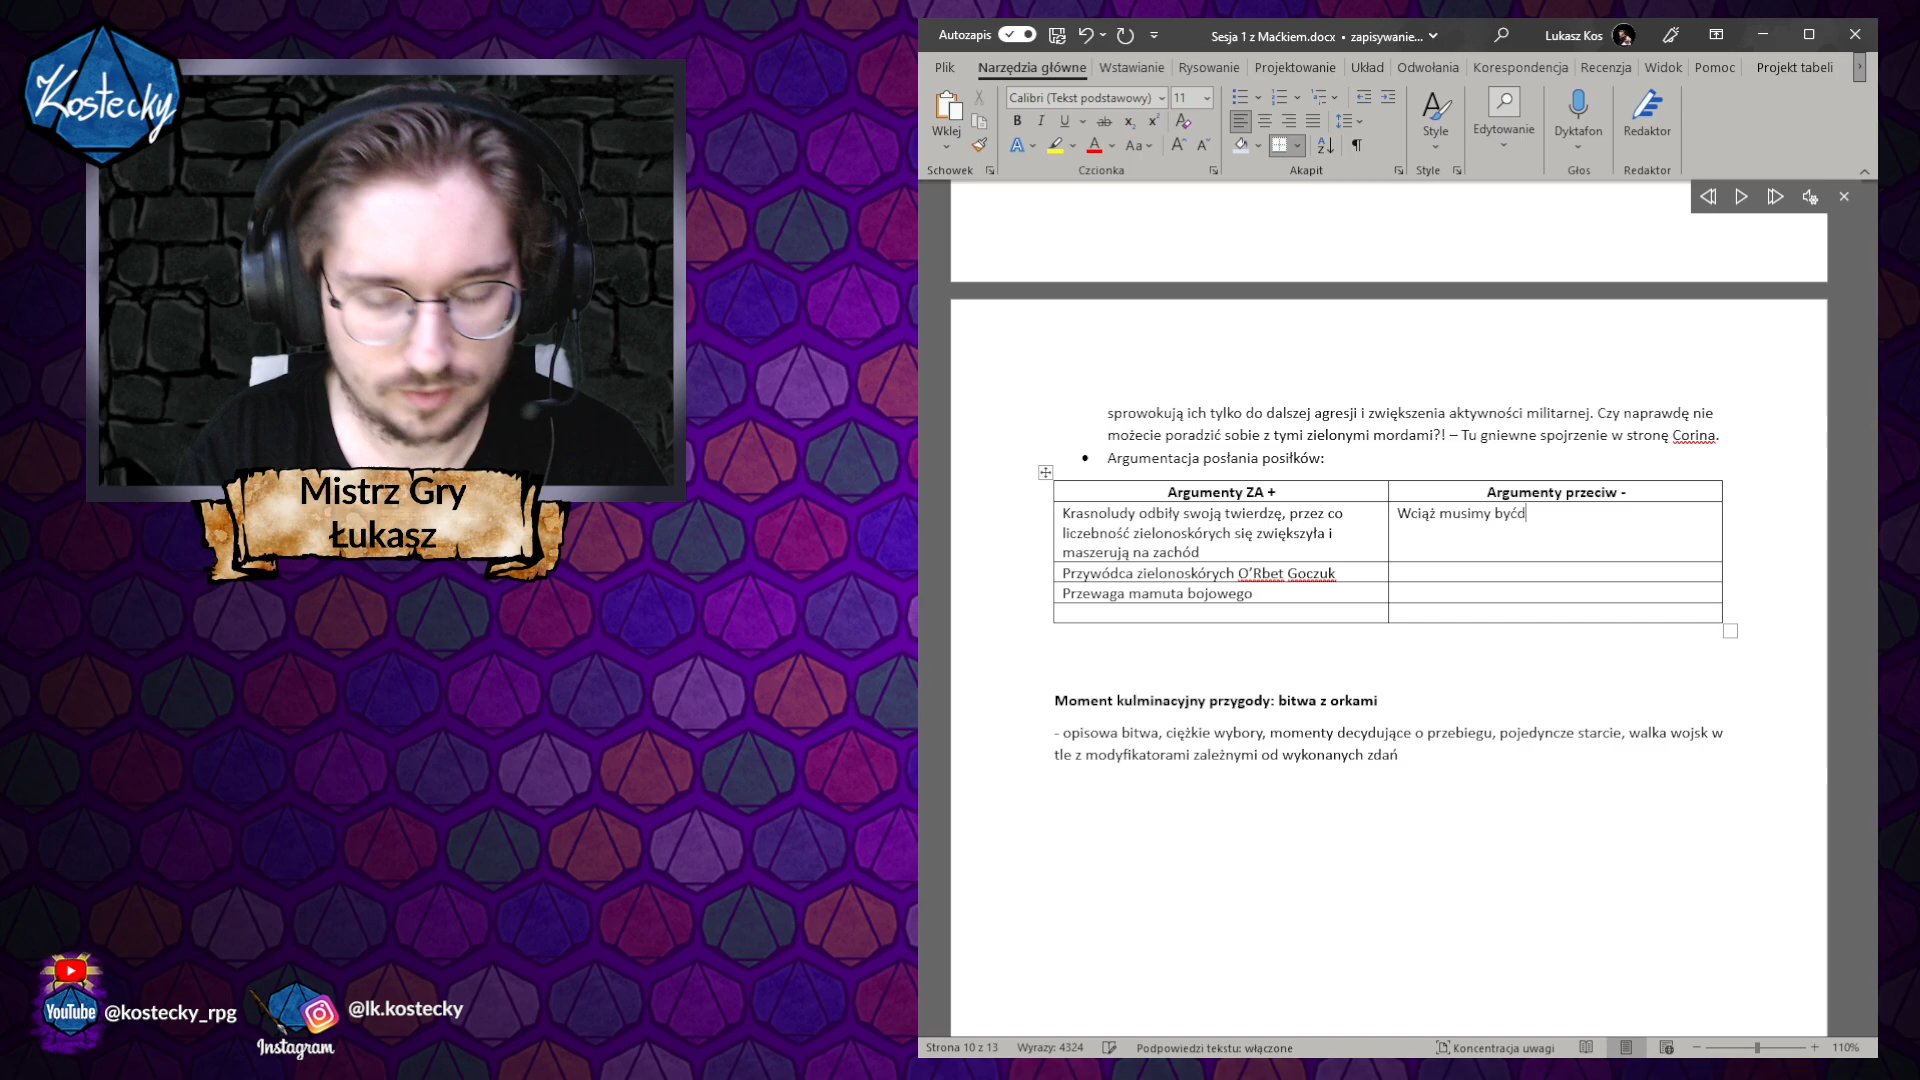 Kostecky
Mistrz Gry
Łukasz
YouTube
@kostecky_rpg
Instagram
@lk.kostecky
Autozapis
Sesja 1 z Maćkiem.docx • zapisywanie...
Lukasz Kos
Plik Narzędzia główne Wstawianie Rysowanie Projektowanie Układ Odwołania Korespondencja Recenzja Widok Pomoc Projekt tabeli
Calibri (Tekst podstawowy) 11
Wklej
Style
Edytowanie
Dyktafon
Redaktor
Schowek Czcionka Akapit Style Głos Redaktor
sprowokują ich tylko do dalszej agresji i zwiększenia aktywności militarnej. Czy naprawdę nie
możecie poradzić sobie z tymi zielonymi mordami?! – Tu gniewne spojrzenie w stronę Corina.
• Argumentacja posłania posiłków:
Argumenty ZA +
Argumenty przeciw -
Krasnoludy odbiły swoją twierdzę, przez co
liczebność zielonoskórych się zwiększyła i
maszerują na zachód
Wciąż musimy byćd
Przywódca zielonoskórych O’Rbet Goczuk
Przewaga mamuta bojowego
Moment kulminacyjny przygody: bitwa z orkami
- opisowa bitwa, ciężkie wybory, momenty decydujące o przebiegu, pojedyncze starcie, walka wojsk w
tle z modyfikatorami zależnymi od wykonanych zdań
Strona 10 z 13 Wyrazy: 4324 Podpowiedzi tekstu: włączone Koncentracja uwagi 110%